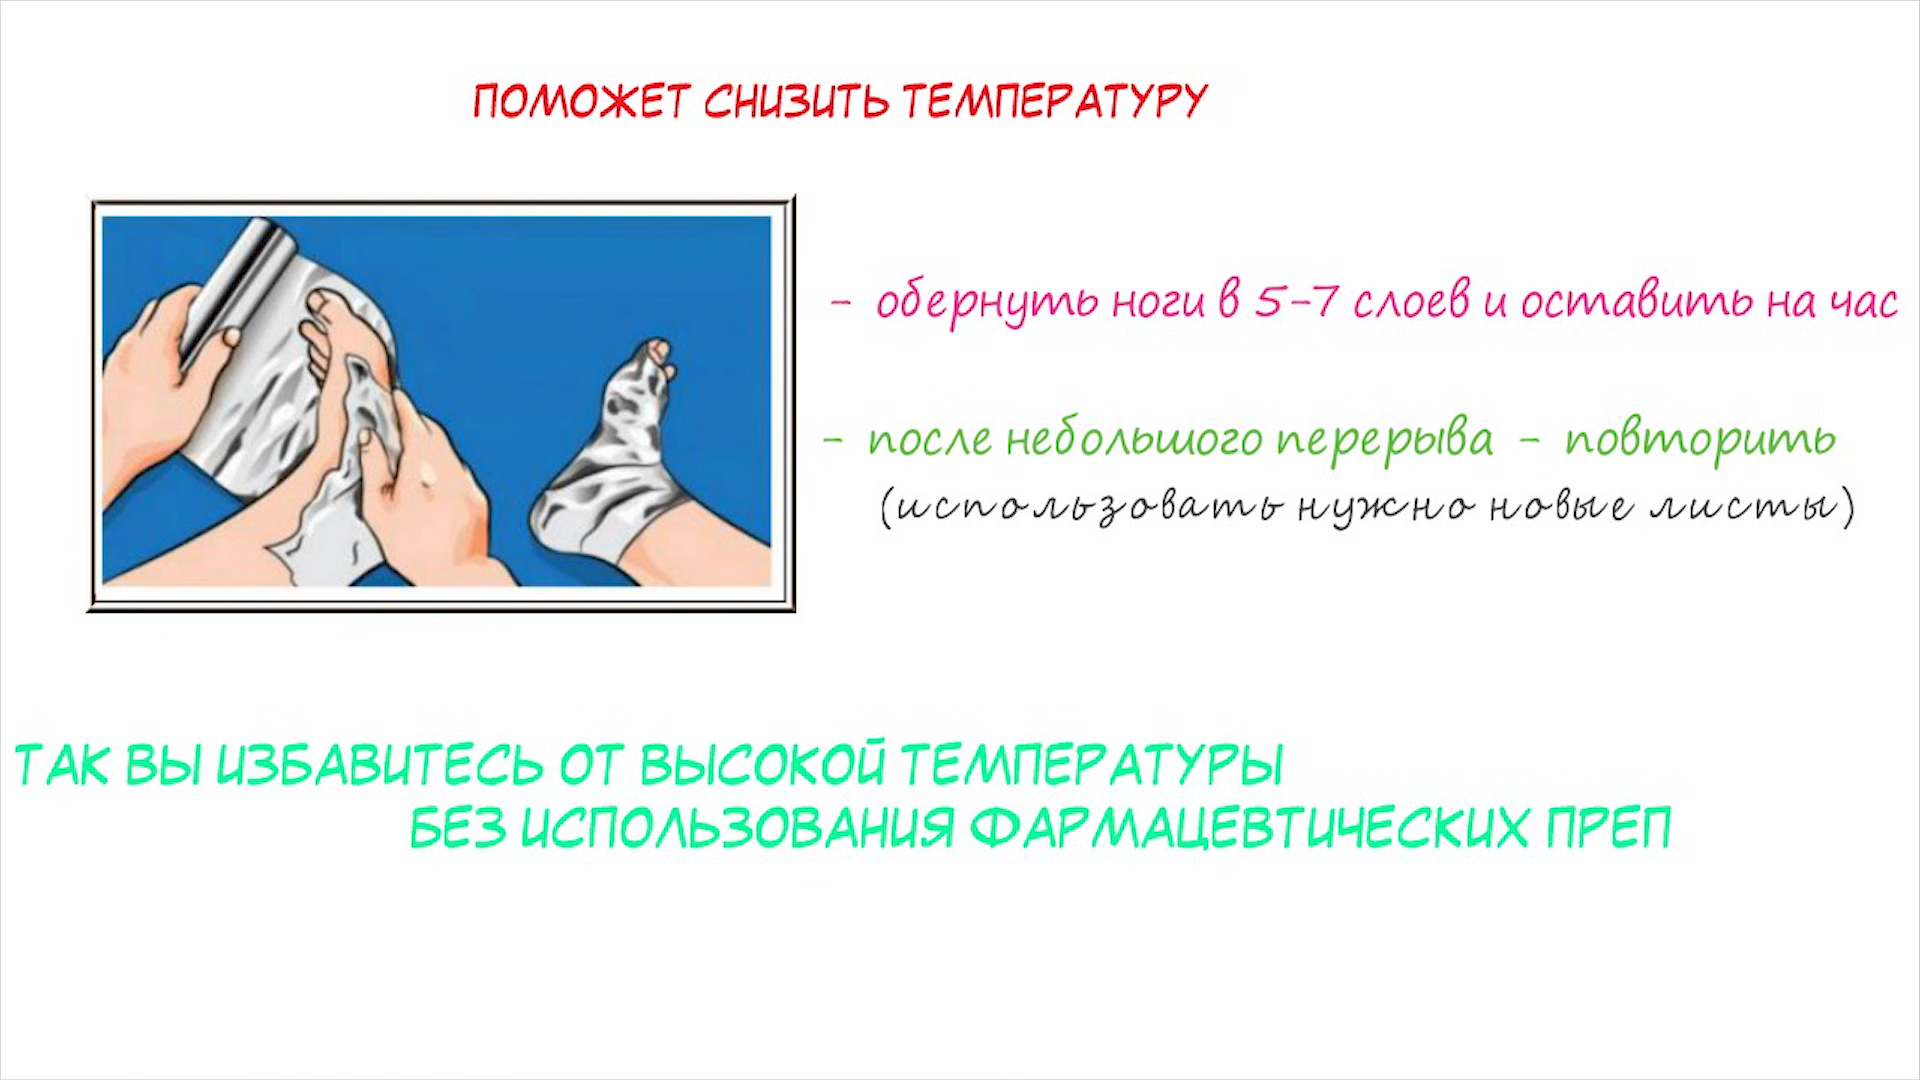 ПОМОЖЕТ СНИЗИТЬ ТЕМПЕРАТУРУ
- обернуть ноги в 5-7 слоев и оставить на час
- после небольшого перерыва - повторить
(использовать нужно новые листы)
ТАК ВЫ ИЗБАВИТЕСЬ ОТ ВЫСОКОЙ ТЕМПЕРАТУРЫ
БЕЗ ИСПОЛЬЗОВАНИЯ ФАРМАЦЕВТИЧЕСКИХ ПРЕП